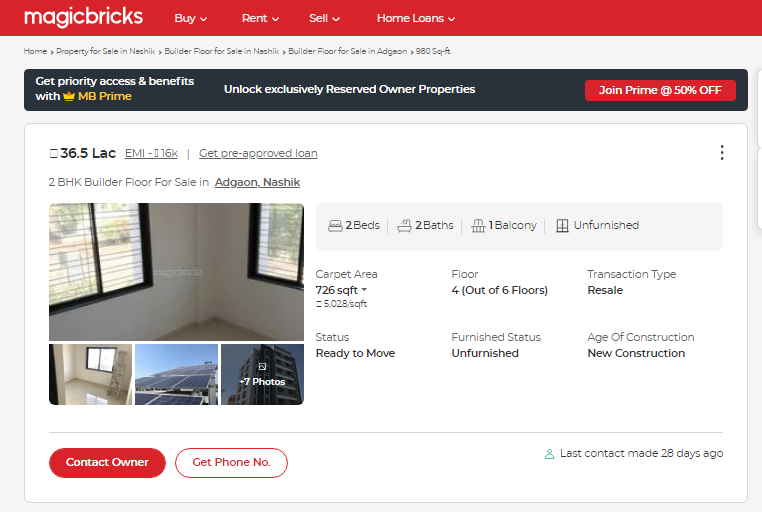 magicbricks
Buy Rent Sell Home Loans
Home > Property for Sale in Nashik > Builder Floor for Sale in Nashik > Builder Floor for Sale in Adgaon > 980 Sq-ft
Get priority access & benefits
with MB Prime
Unlock exclusively Reserved Owner Properties
Join Prime @ 50% OFF
36.5 Lac EMI - 16k | Get pre-approved loan
2 BHK Builder Floor For Sale in Adgaon, Nashik
magicbricks
+7 Photos
2 Beds 2 Baths 1 Balcony Unfurnished
Carpet Area
726 sqft
5,028/sqft
Floor
4 (Out of 6 Floors)
Transaction Type
Resale
Status
Ready to Move
Furnished Status
Unfurnished
Age Of Construction
New Construction
Contact Owner
Get Phone No.
Last contact made 28 days ago